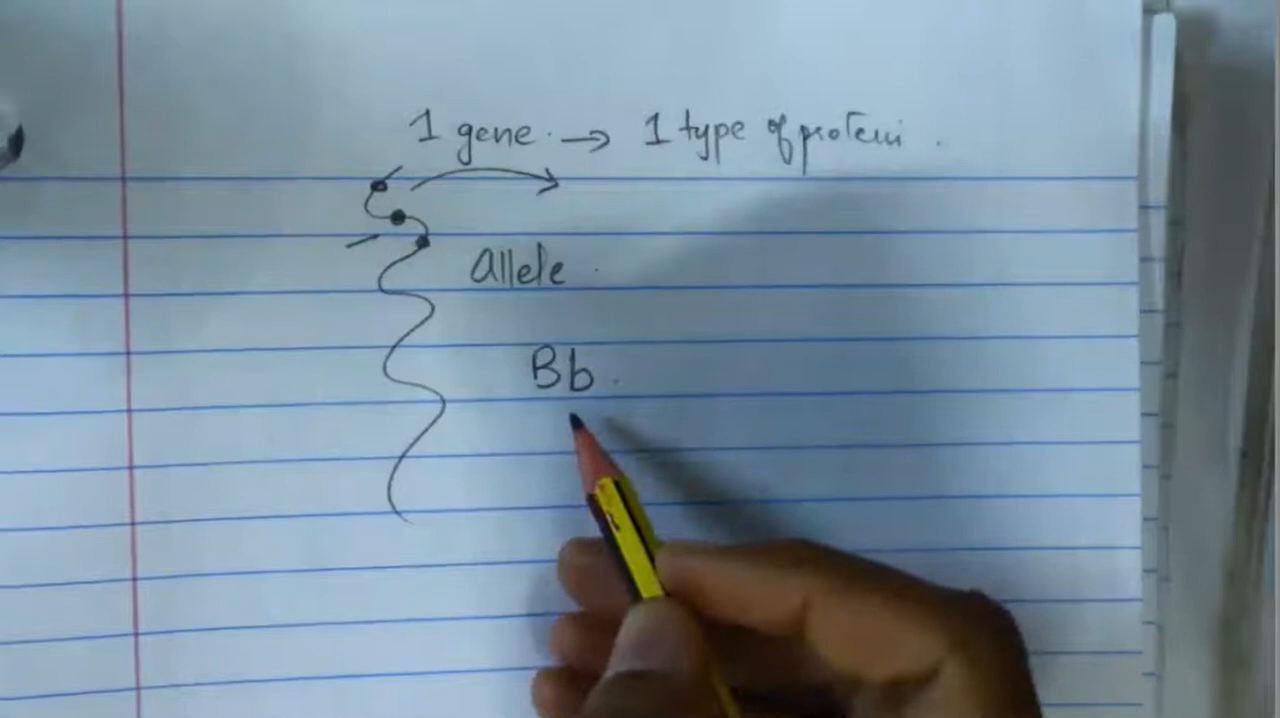 1 gene. → 1 type of protein.
Allele.
Bb.